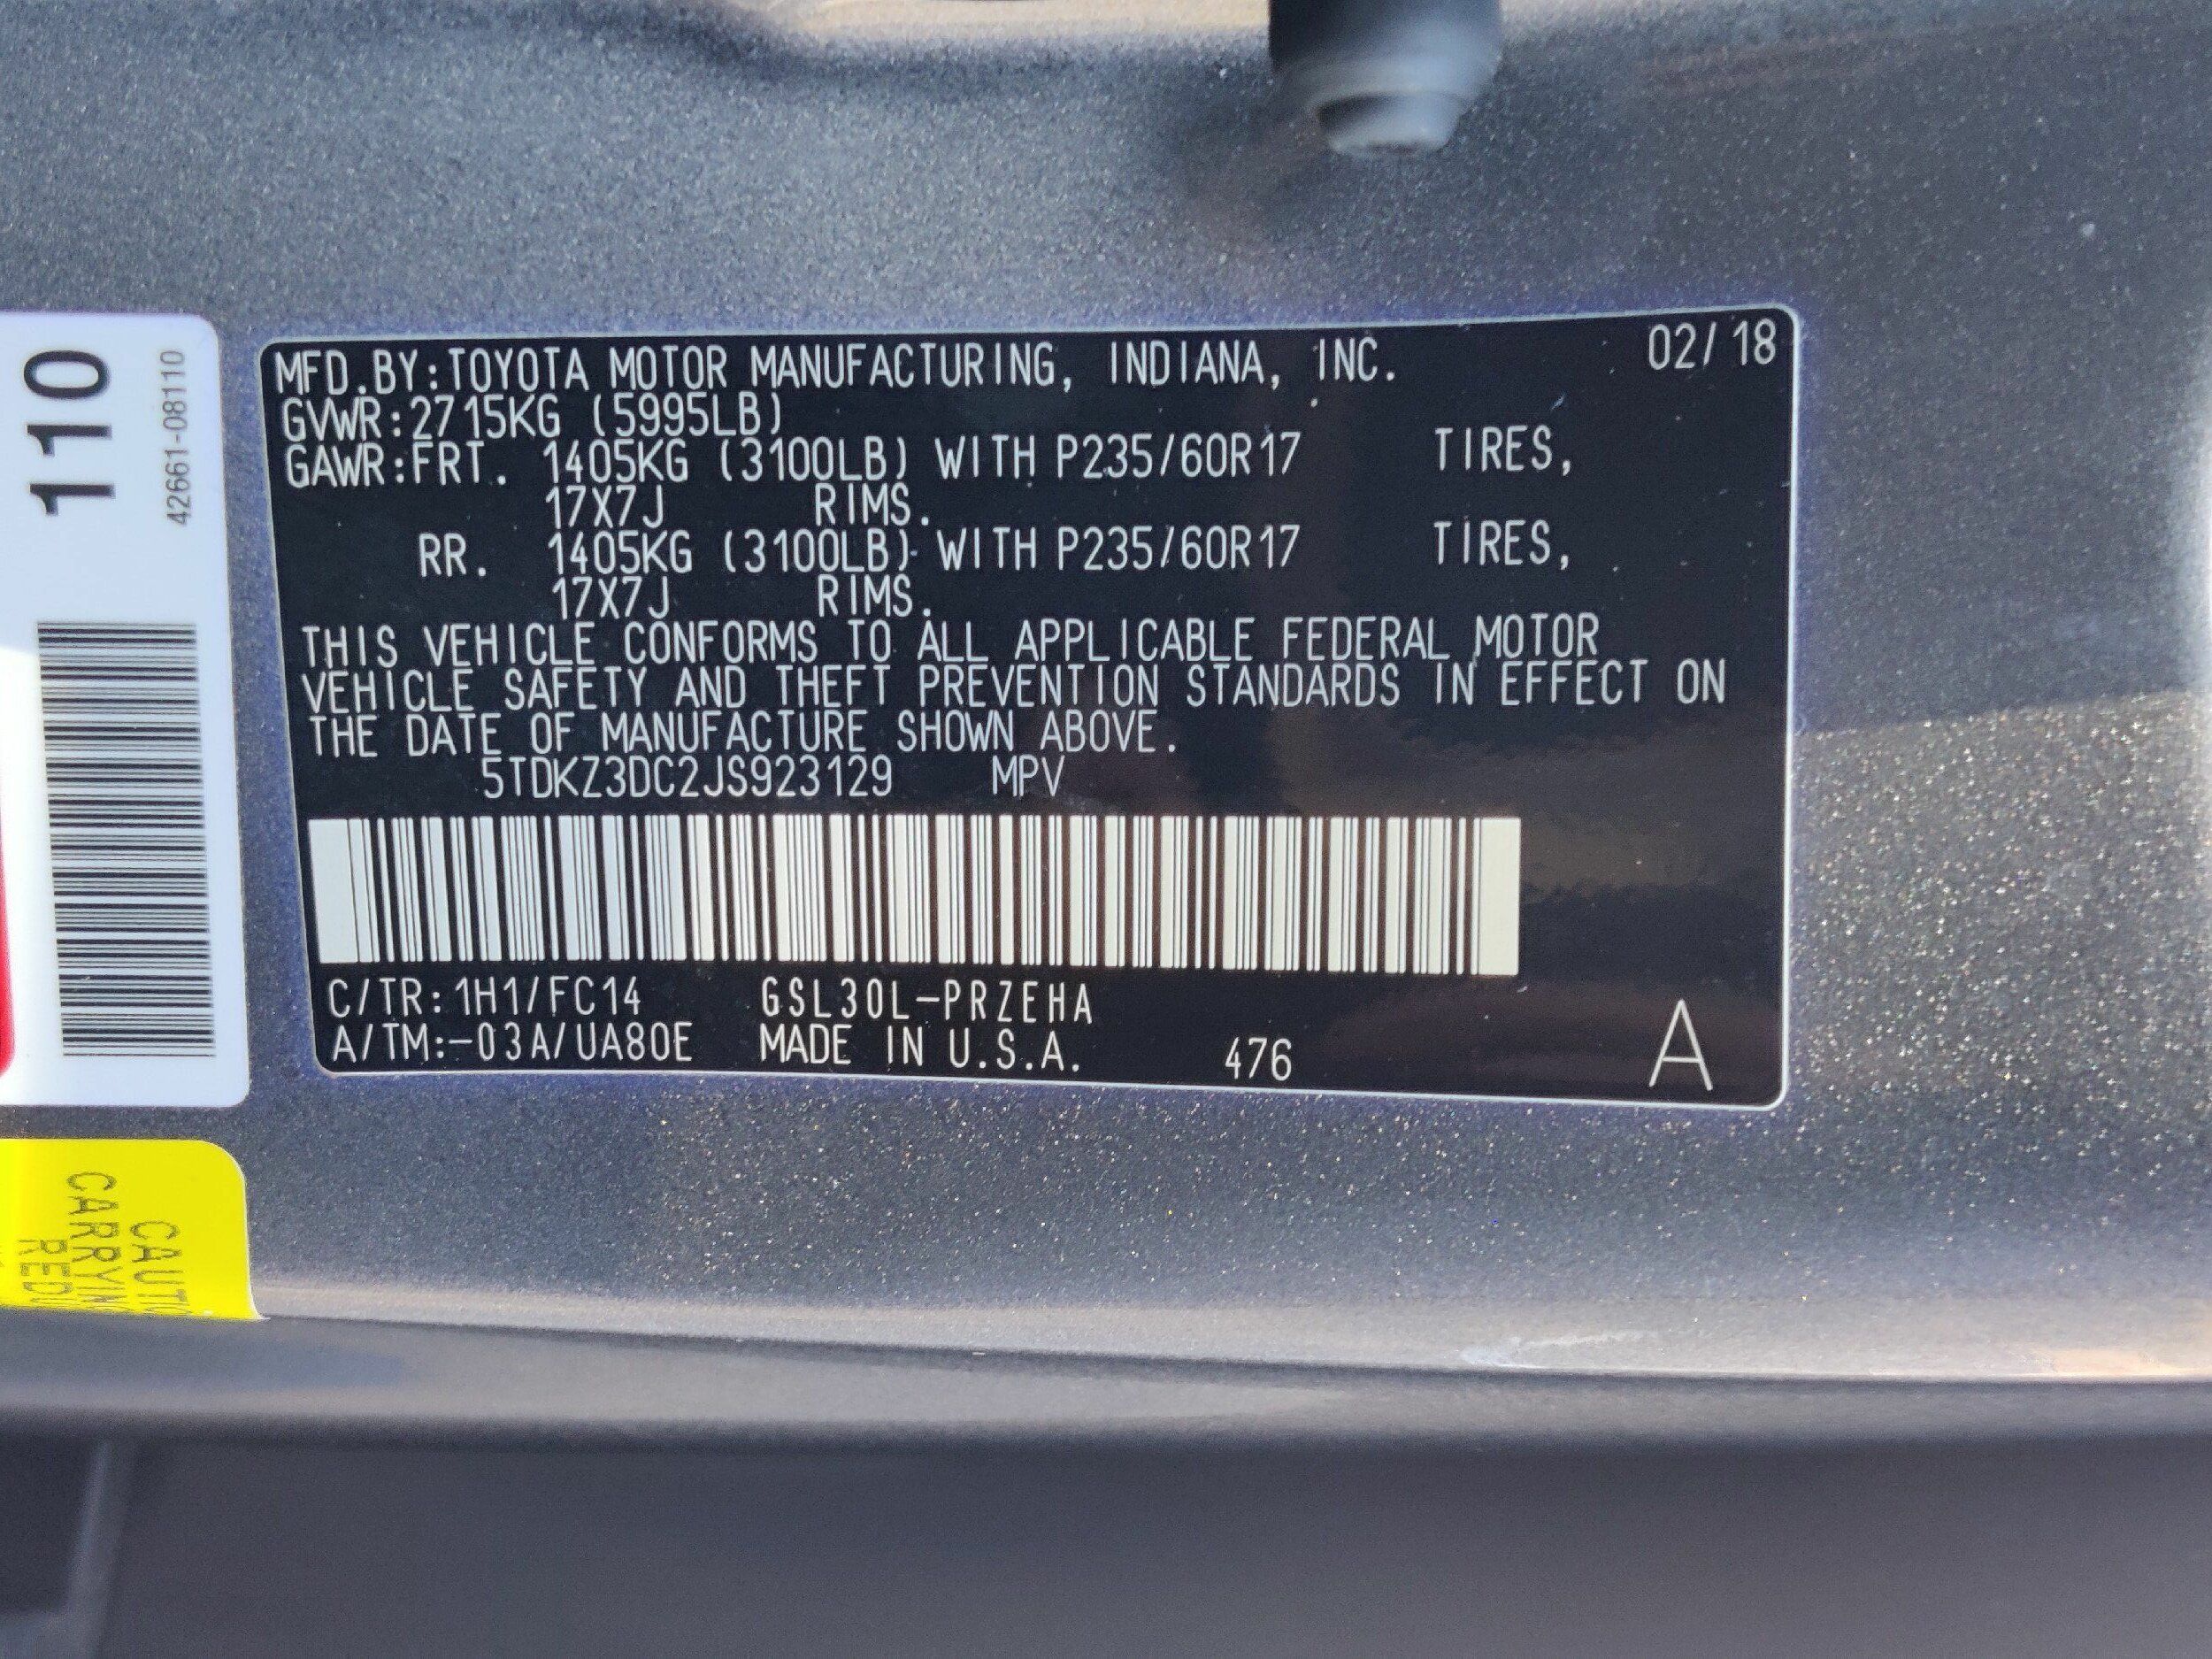 110
42661-08110
MFD.BY:TOYOTA MOTOR MANUFACTURING, INDIANA, INC. 02/18
GVWR:2715KG (5995LB)
GAWR:FRT. 1405KG (3100LB) WITH P235/60R17 TIRES,
17X7J RIMS.
RR. 1405KG (3100LB) WITH P235/60R17 TIRES,
17X7J RIMS.
THIS VEHICLE CONFORMS TO ALL APPLICABLE FEDERAL MOTOR
VEHICLE SAFETY AND THEFT PREVENTION STANDARDS IN EFFECT ON
THE DATE OF MANUFACTURE SHOWN ABOVE.
5TDKZ3DC2JS923129 MPV
C/TR:1H1/FC14 GSL30L-PRZEHA
A/TM:-03A/UA80E MADE IN U.S.A. 476 A
CAUTI
CARRYIN
RED